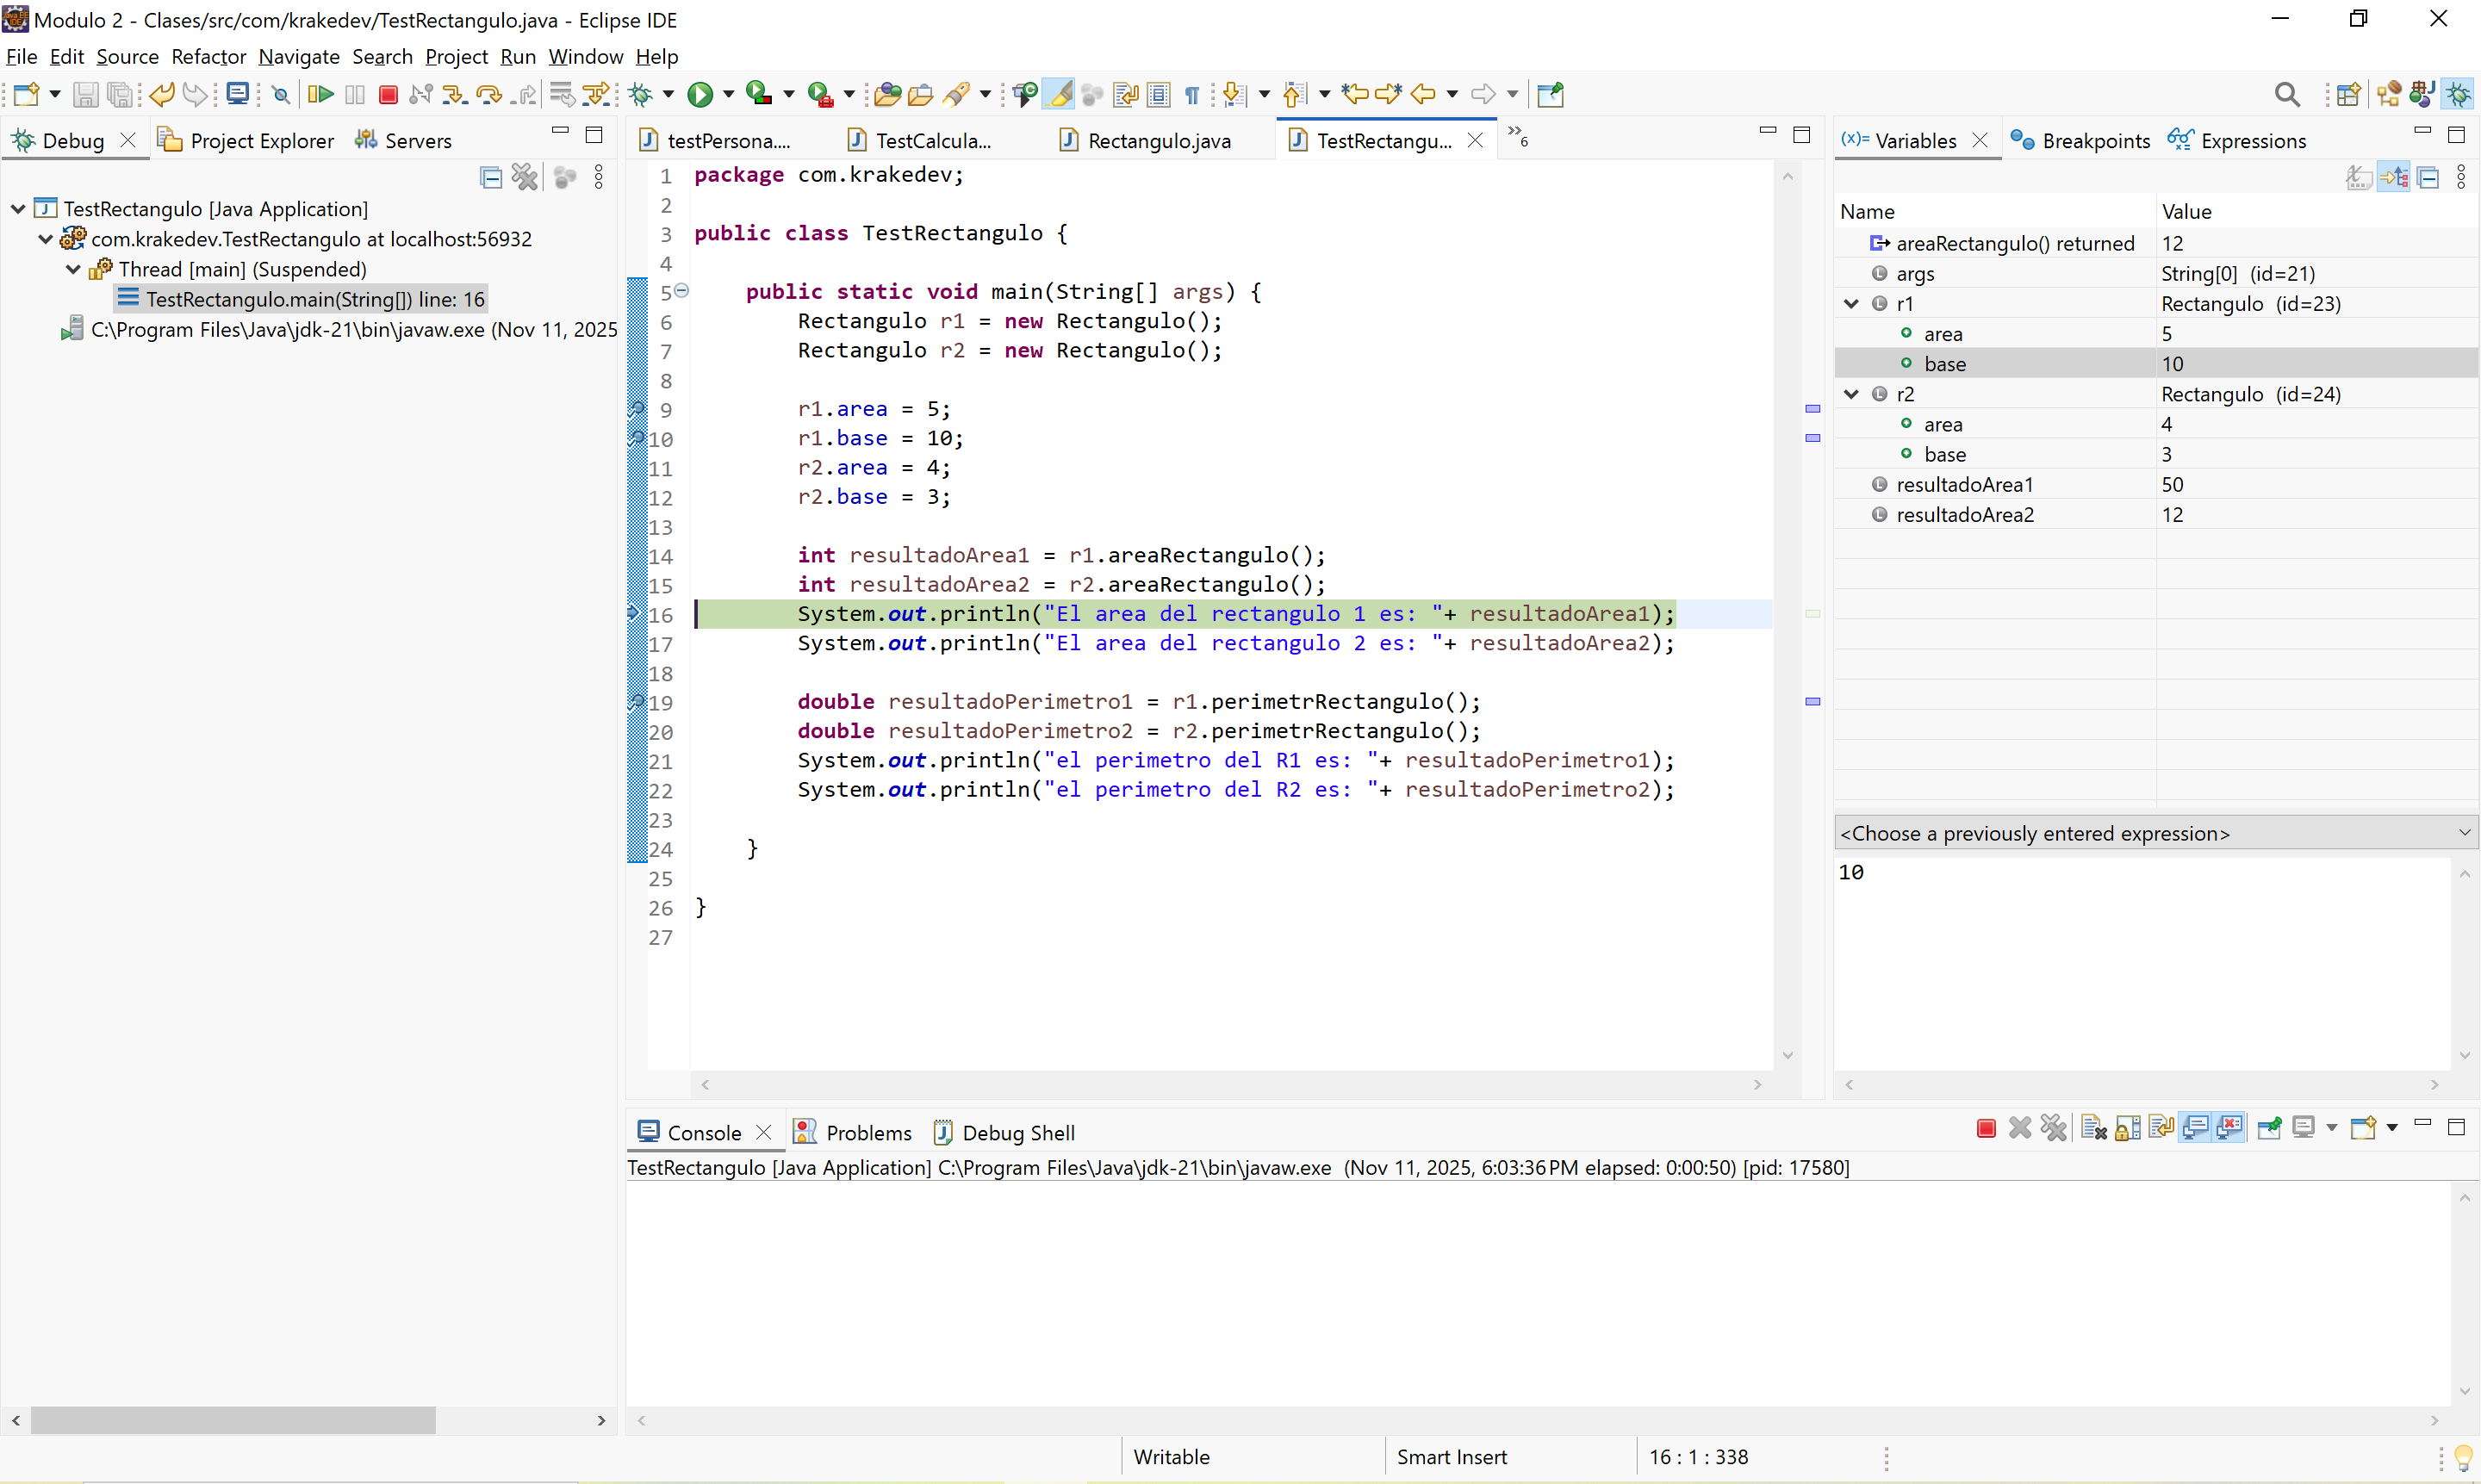 Modulo 2 - Clases/src/com/krakedev/TestRectangulo.java - Eclipse IDE
File Edit Source Refactor Navigate Search Project Run Window Help
Debug Project Explorer Servers
TestRectangulo [Java Application]
com.krakedev.TestRectangulo at localhost:56932
Thread [main] (Suspended)
TestRectangulo.main(String[]) line: 16
C:\Program Files\Java\jdk-21\bin\javaw.exe (Nov 11, 2025
testPersona.... TestCalcula... Rectangulo.java TestRectangu... »6
1 package com.krakedev;
2
3 public class TestRectangulo {
4
5 public static void main(String[] args) {
6 Rectangulo r1 = new Rectangulo();
7 Rectangulo r2 = new Rectangulo();
8
9 r1.area = 5;
10 r1.base = 10;
11 r2.area = 4;
12 r2.base = 3;
13
14 int resultadoArea1 = r1.areaRectangulo();
15 int resultadoArea2 = r2.areaRectangulo();
16 System.out.println("El area del rectangulo 1 es: "+ resultadoArea1);
17 System.out.println("El area del rectangulo 2 es: "+ resultadoArea2);
18
19 double resultadoPerimetro1 = r1.perimetrRectangulo();
20 double resultadoPerimetro2 = r2.perimetrRectangulo();
21 System.out.println("el perimetro del R1 es: "+ resultadoPerimetro1);
22 System.out.println("el perimetro del R2 es: "+ resultadoPerimetro2);
23
24 }
25
26 }
27
(x)= Variables Breakpoints Expressions
Name Value
areaRectangulo() returned 12
args String[0] (id=21)
r1 Rectangulo (id=23)
area 5
base 10
r2 Rectangulo (id=24)
area 4
base 3
resultadoArea1 50
resultadoArea2 12
<Choose a previously entered expression>
10
Console Problems Debug Shell
TestRectangulo [Java Application] C:\Program Files\Java\jdk-21\bin\javaw.exe (Nov 11, 2025, 6:03:36 PM elapsed: 0:00:50) [pid: 17580]
Writable Smart Insert 16 : 1 : 338